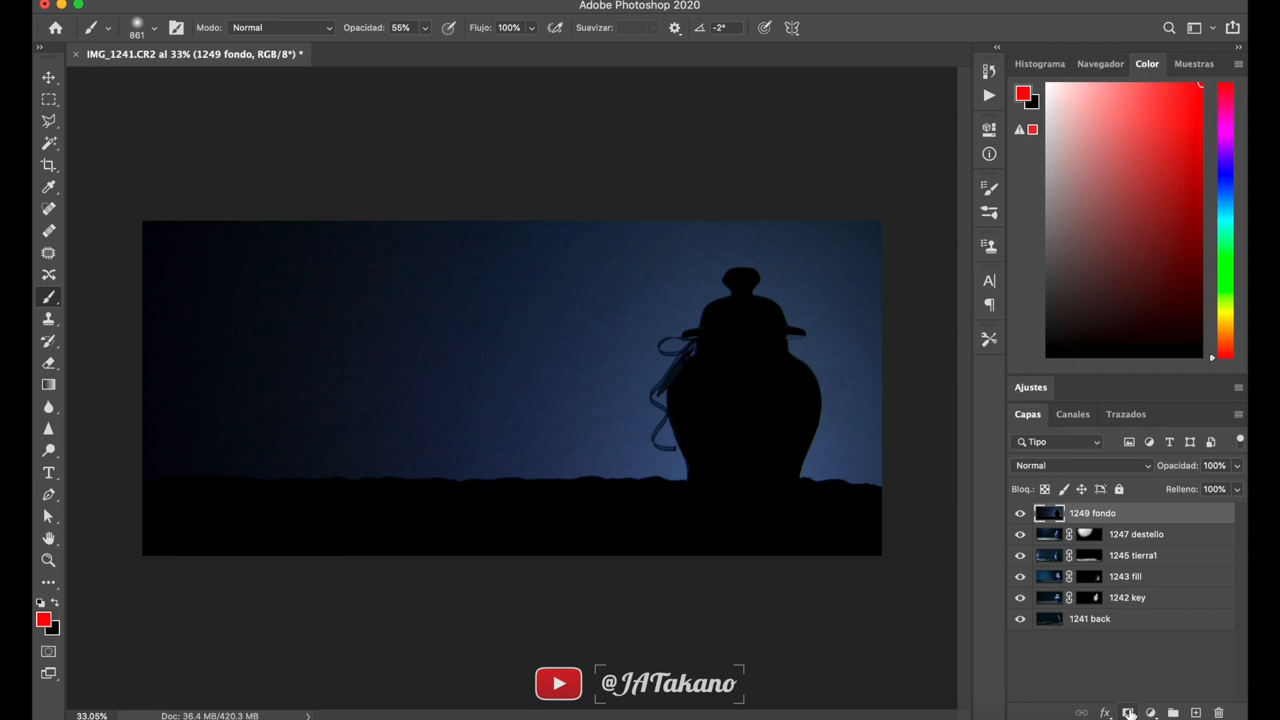 Adobe Photoshop 2020
861
Modo: Normal
Opacidad: 55%
Flujo: 100%
Suavizar:
-2°
IMG_1241.CR2 al 33% (1249 fondo, RGB/8*) *
Histograma
Navegador
Color
Muestras
Ajustes
Capas
Canales
Trazados
Tipo
Normal
Opacidad: 100%
Bloq.:
Relleno: 100%
1249 fondo
1247 destello
1245 tierra1
1243 fill
1242 key
1241 back
fx
@JATakano
33.05%
Doc: 36.4 MB/420.3 MB